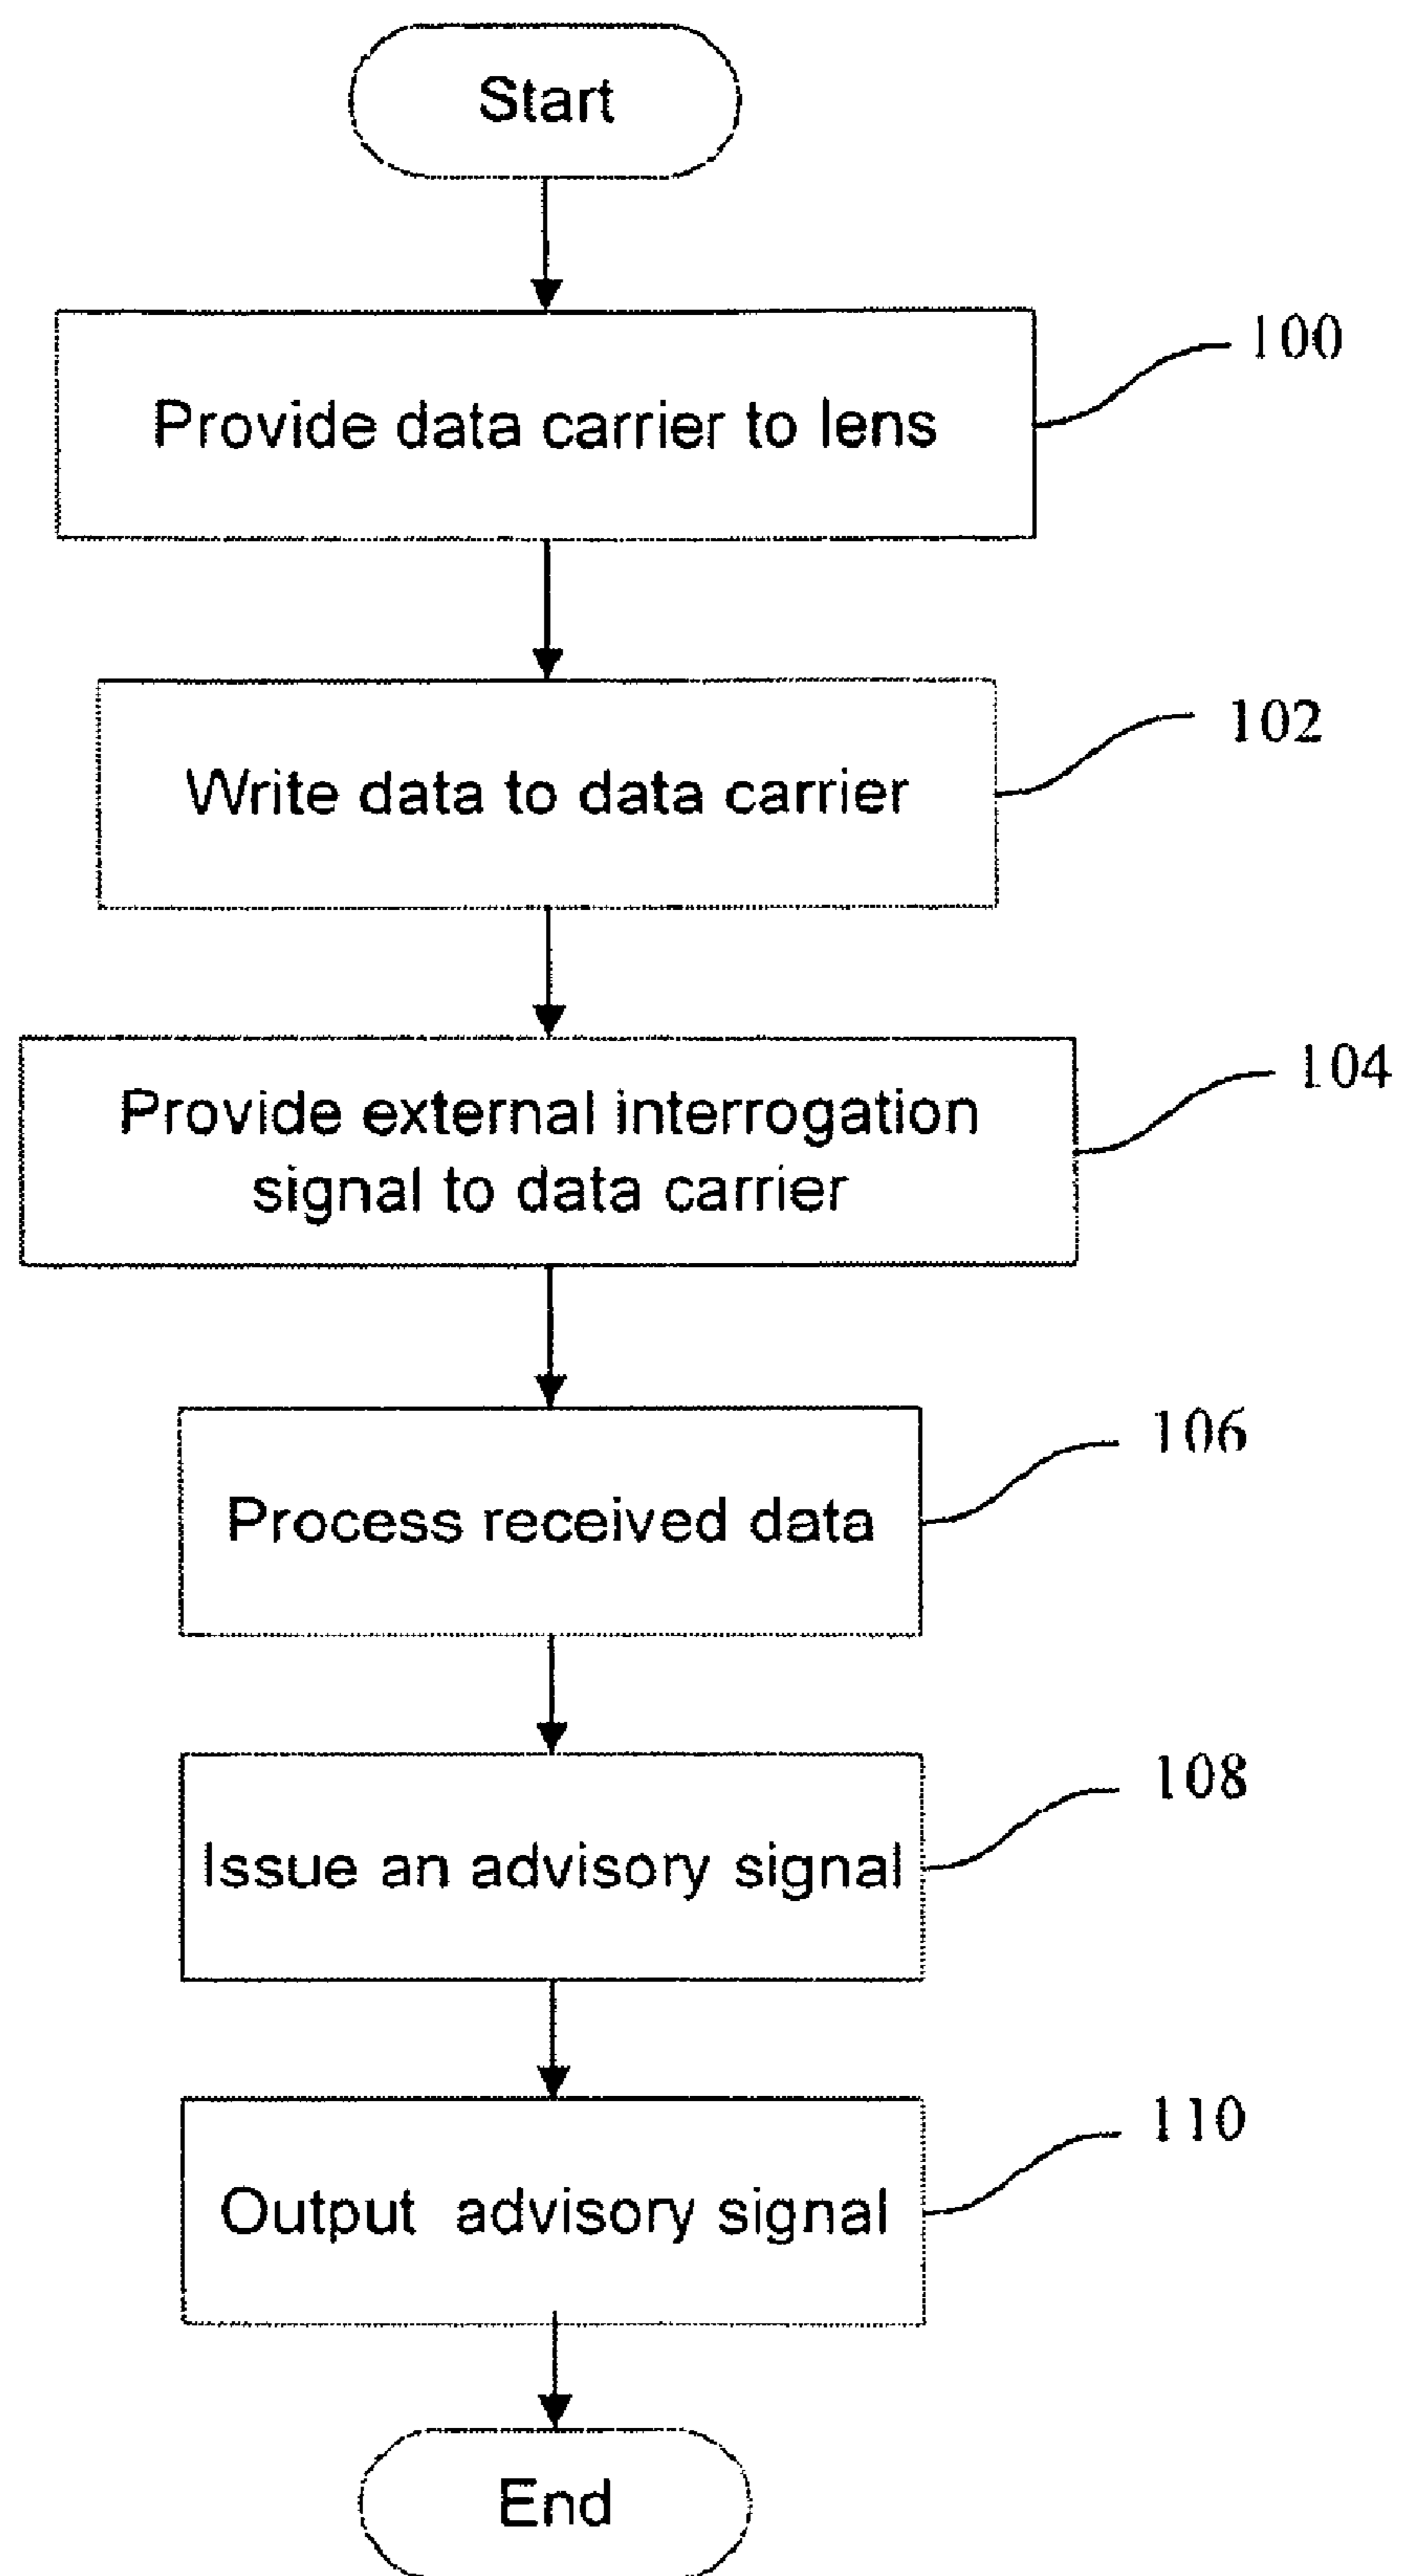 Start
Provide data carrier to lens
100
Write data to data carrier
102
Provide external interrogation
signal to data carrier
104
Process received data
106
Issue an advisory signal
108
Output advisory signal
110
End